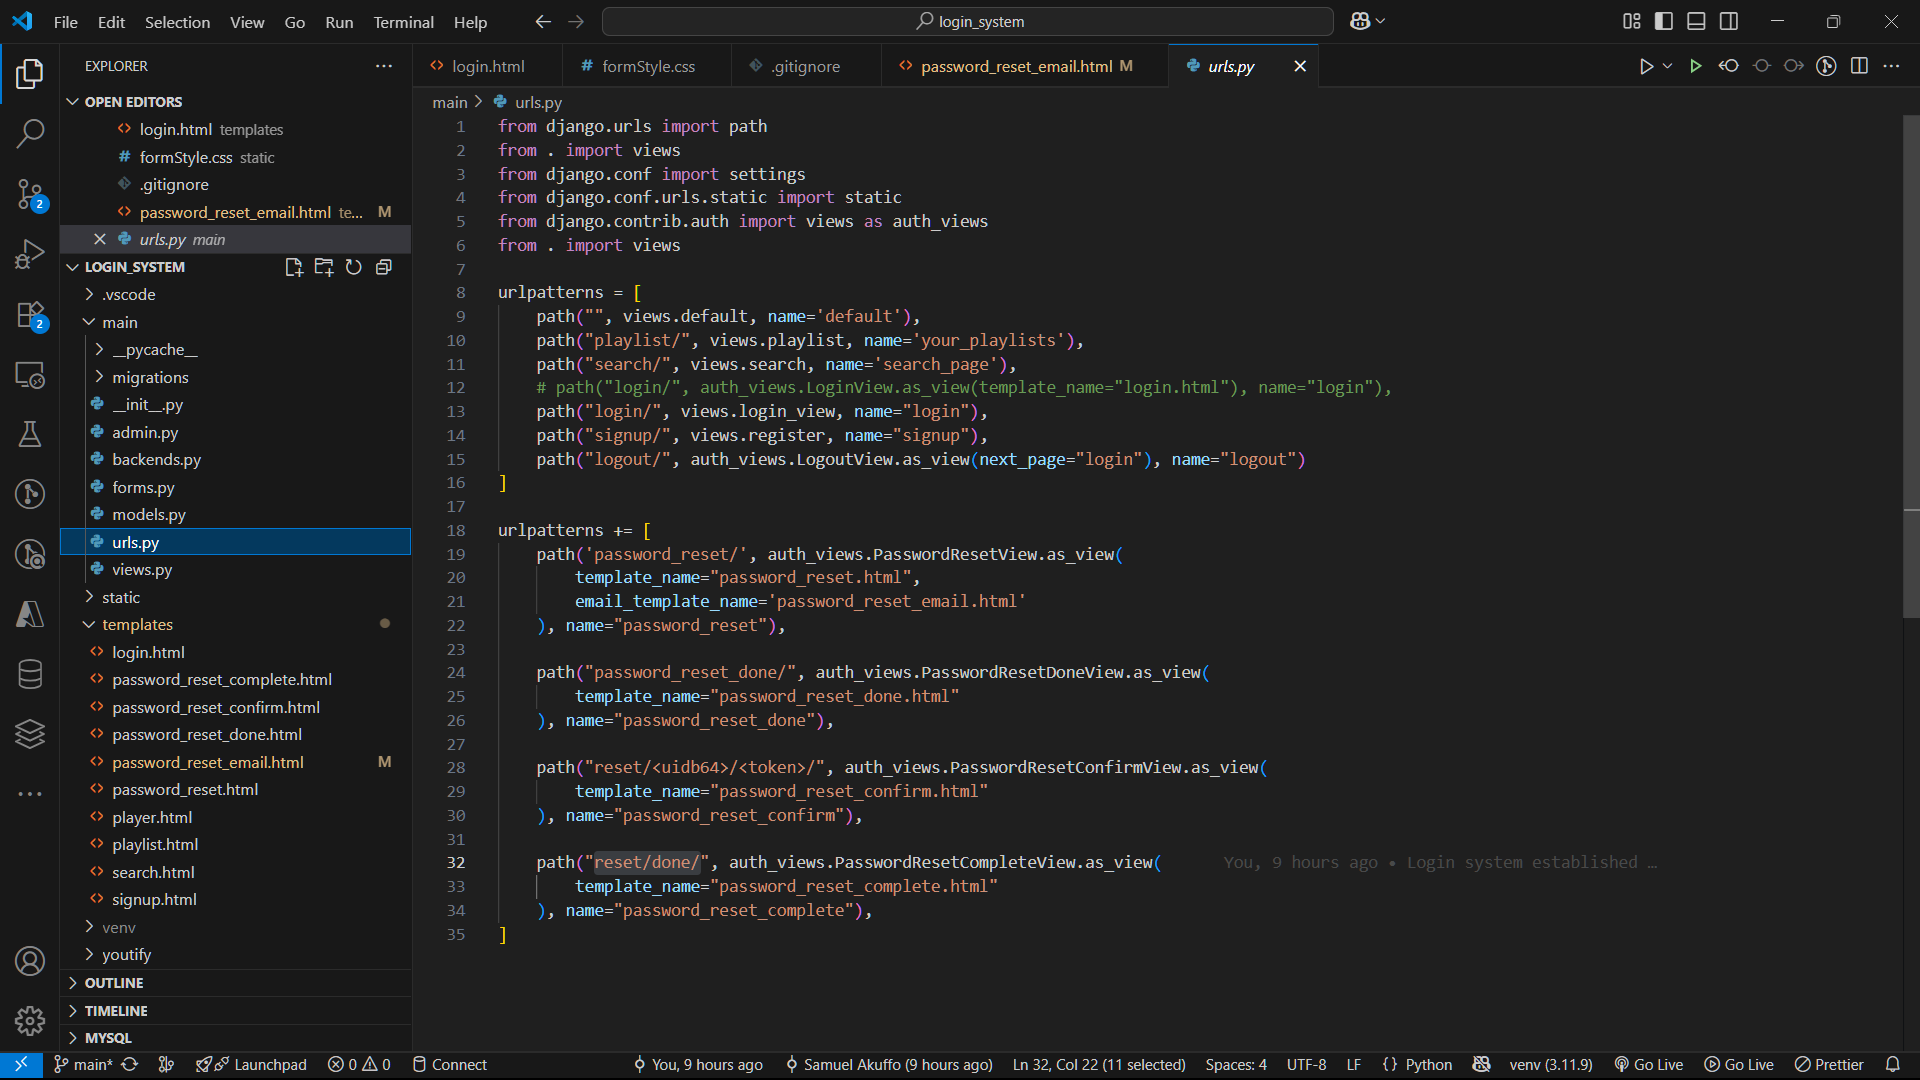 File Edit Selection View Go Run Terminal Help
login_system
EXPLORER
OPEN EDITORS
login.html templates
formStyle.css static
.gitignore
password_reset_email.html te... M
urls.py main
LOGIN_SYSTEM
.vscode
main
__pycache__
migrations
__init__.py
admin.py
backends.py
forms.py
models.py
urls.py
views.py
static
templates
login.html
password_reset_complete.html
password_reset_confirm.html
password_reset_done.html
password_reset_email.html M
password_reset.html
player.html
playlist.html
search.html
signup.html
venv
youtify
OUTLINE
TIMELINE
MYSQL
2
2
login.html formStyle.css .gitignore password_reset_email.html M urls.py
main > urls.py
1 from django.urls import path
2 from . import views
3 from django.conf import settings
4 from django.conf.urls.static import static
5 from django.contrib.auth import views as auth_views
6 from . import views
7
8 urlpatterns = [
9 path("", views.default, name='default'),
10 path("playlist/", views.playlist, name='your_playlists'),
11 path("search/", views.search, name='search_page'),
12 # path("login/", auth_views.LoginView.as_view(template_name="login.html"), name="login"),
13 path("login/", views.login_view, name="login"),
14 path("signup/", views.register, name="signup"),
15 path("logout/", auth_views.LogoutView.as_view(next_page="login"), name="logout")
16 ]
17
18 urlpatterns += [
19 path('password_reset/', auth_views.PasswordResetView.as_view(
20 template_name="password_reset.html",
21 email_template_name='password_reset_email.html'
22 ), name="password_reset"),
23
24 path("password_reset_done/", auth_views.PasswordResetDoneView.as_view(
25 template_name="password_reset_done.html"
26 ), name="password_reset_done"),
27
28 path("reset/<uidb64>/<token>/", auth_views.PasswordResetConfirmView.as_view(
29 template_name="password_reset_confirm.html"
30 ), name="password_reset_confirm"),
31
32 path("reset/done/", auth_views.PasswordResetCompleteView.as_view( You, 9 hours ago • Login system established …
33 template_name="password_reset_complete.html"
34 ), name="password_reset_complete"),
35 ]
main* Launchpad 0 0 Connect You, 9 hours ago Samuel Akuffo (9 hours ago) Ln 32, Col 22 (11 selected) Spaces: 4 UTF-8 LF {} Python venv (3.11.9) Go Live Go Live Prettier